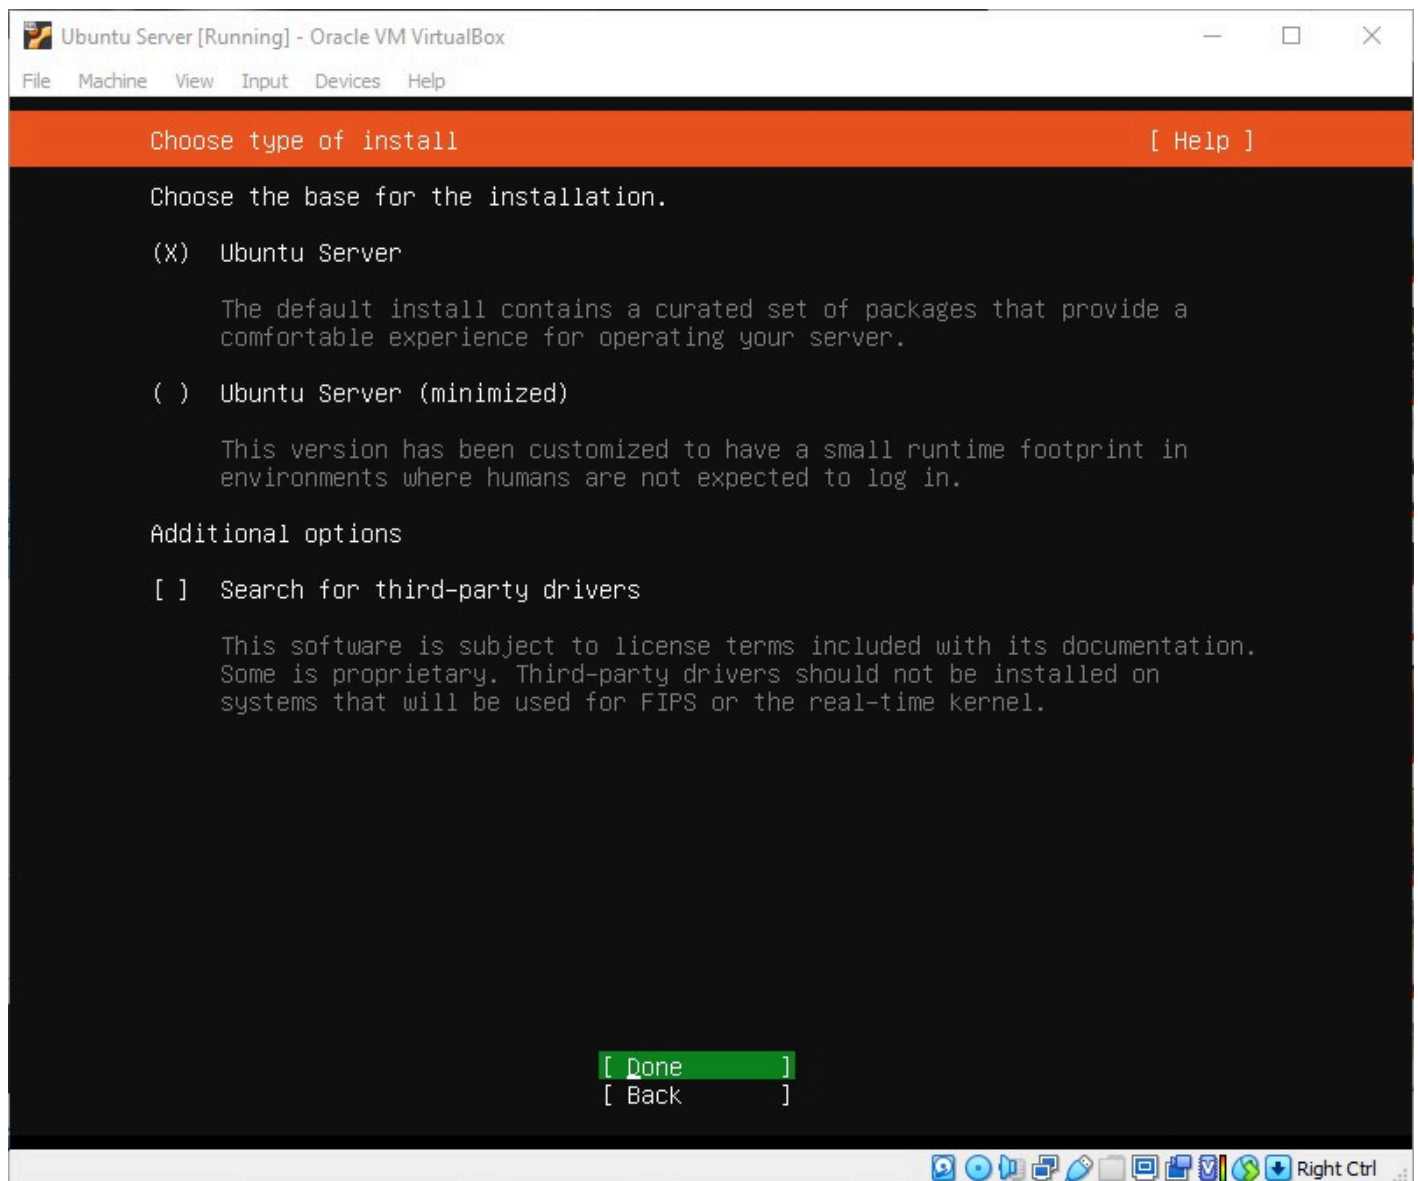 Ubuntu Server [Running] - Oracle VM VirtualBox
File Machine View Input Devices Help
Choose type of install [ Help ]
Choose the base for the installation.
(X) Ubuntu Server
The default install contains a curated set of packages that provide a
comfortable experience for operating your server.
( ) Ubuntu Server (minimized)
This version has been customized to have a small runtime footprint in
environments where humans are not expected to log in.
Additional options
[ ] Search for third-party drivers
This software is subject to license terms included with its documentation.
Some is proprietary. Third-party drivers should not be installed on
systems that will be used for FIPS or the real-time kernel.
[ Done ]
[ Back ]
Right Ctrl